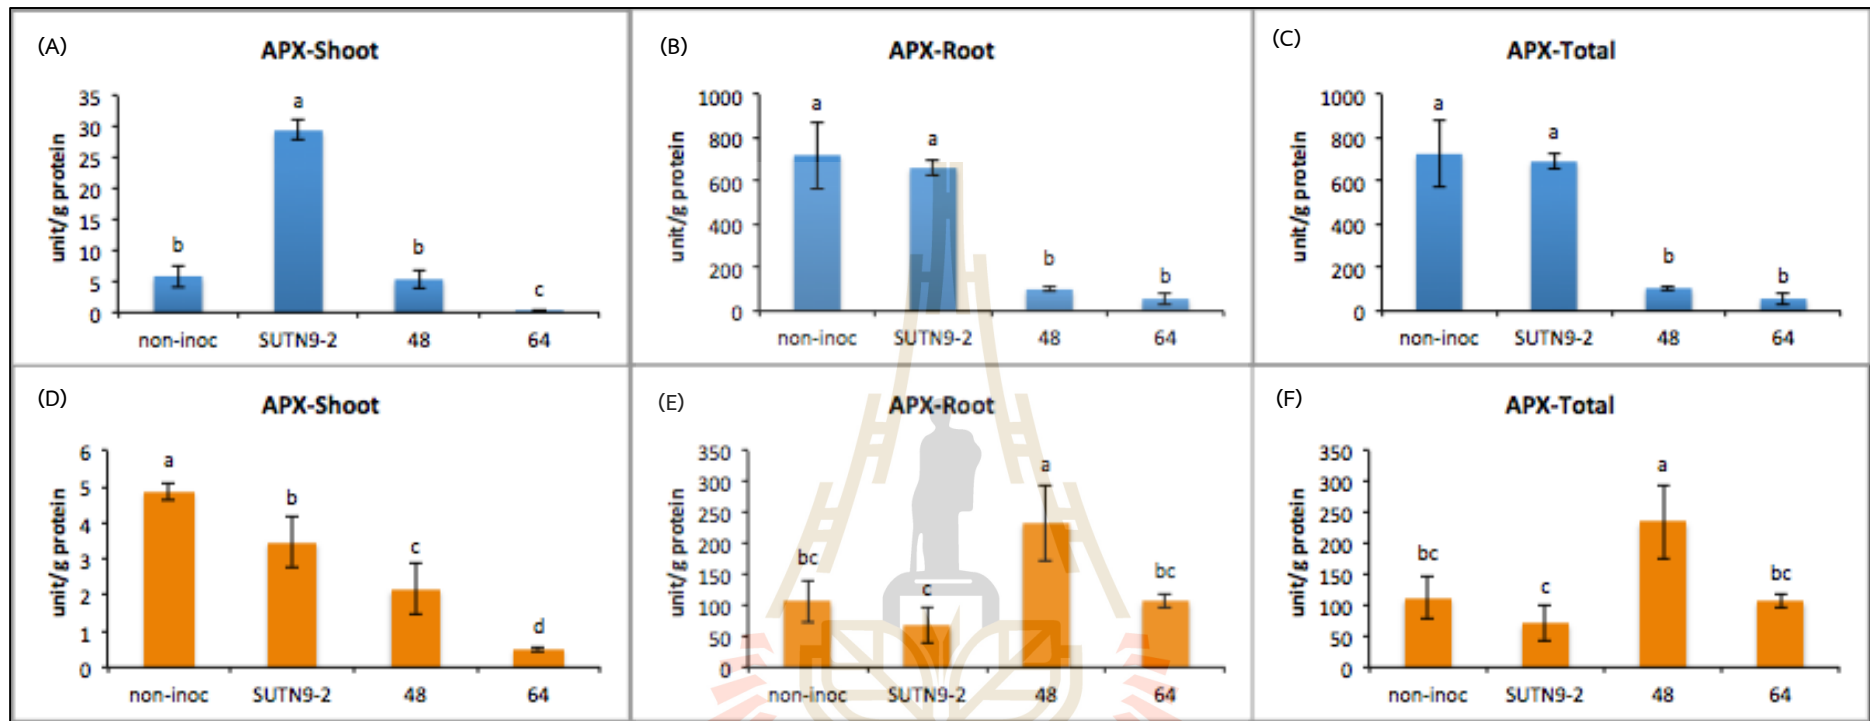 (A)
APX-Shoot
35
30
25
20
15
10
5
0
unit/g protein
b
a
b
c
non-inoc SUTN9-2 48 64
(B)
APX-Root
1000
800
600
400
200
0
unit/g protein
a
a
b
b
non-inoc SUTN9-2 48 64
(C)
APX-Total
1000
800
600
400
200
0
unit/g protein
a
a
b
b
non-inoc SUTN9-2 48 64
(D)
APX-Shoot
6
5
4
3
2
1
0
unit/g protein
a
b
c
d
non-inoc SUTN9-2 48 64
(E)
APX-Root
350
300
250
200
150
100
50
0
unit/g protein
bc
c
a
bc
non-inoc SUTN9-2 48 64
(F)
APX-Total
350
300
250
200
150
100
50
0
unit/g protein
bc
c
a
bc
non-inoc SUTN9-2 48 64